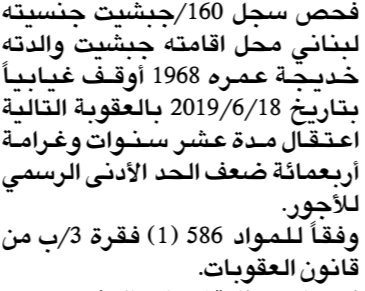 فحص سجل 160/جبشيت جنسيته
لبناني محل اقامته جبشيت والدته
خديجة عمره 1968 أوقف غيابياً
بتاريخ 2019/6/18 بالعقوبة التالية
اعتقال مدة عشر سنوات وغرامة
أربعمائة ضعف الحد الأدنى الرسمي
للأجور.
وفقاً للمواد 586 (1) فقرة 3/ب من
قانون العقوبات.